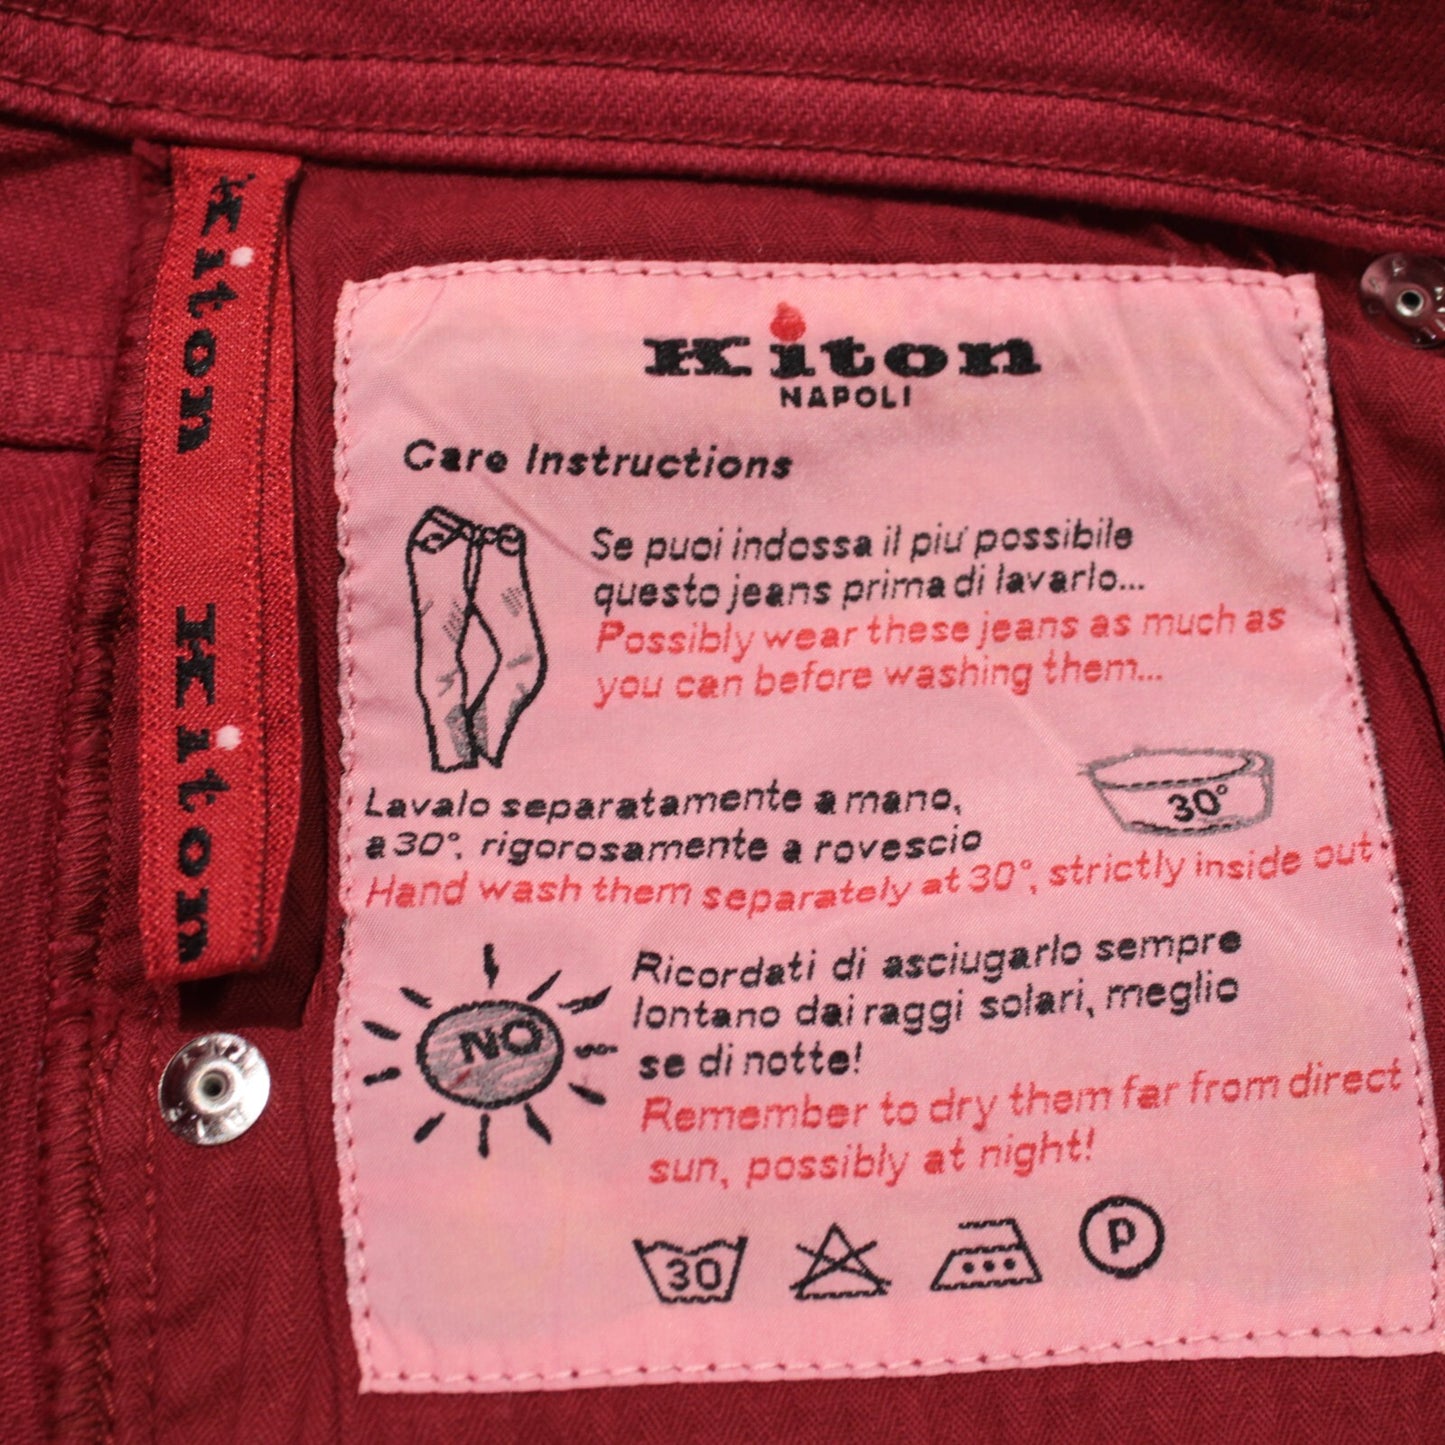 Kiton
Kiton
Kiton
NAPOLI
Care Instructions
Se puoi indossa il piu' possibile
questo jeans prima di lavarlo...
Possibly wear these jeans as much as
you can before washing them...
30°
Lavalo separatamente a mano,
a 30°, rigorosamente a rovescio
Hand wash them separately at 30°, strictly inside out
NO
Ricordati di asciugarlo sempre
lontano dai raggi solari, meglio
se di notte!
Remember to dry them far from direct
sun, possibly at night!
30
P